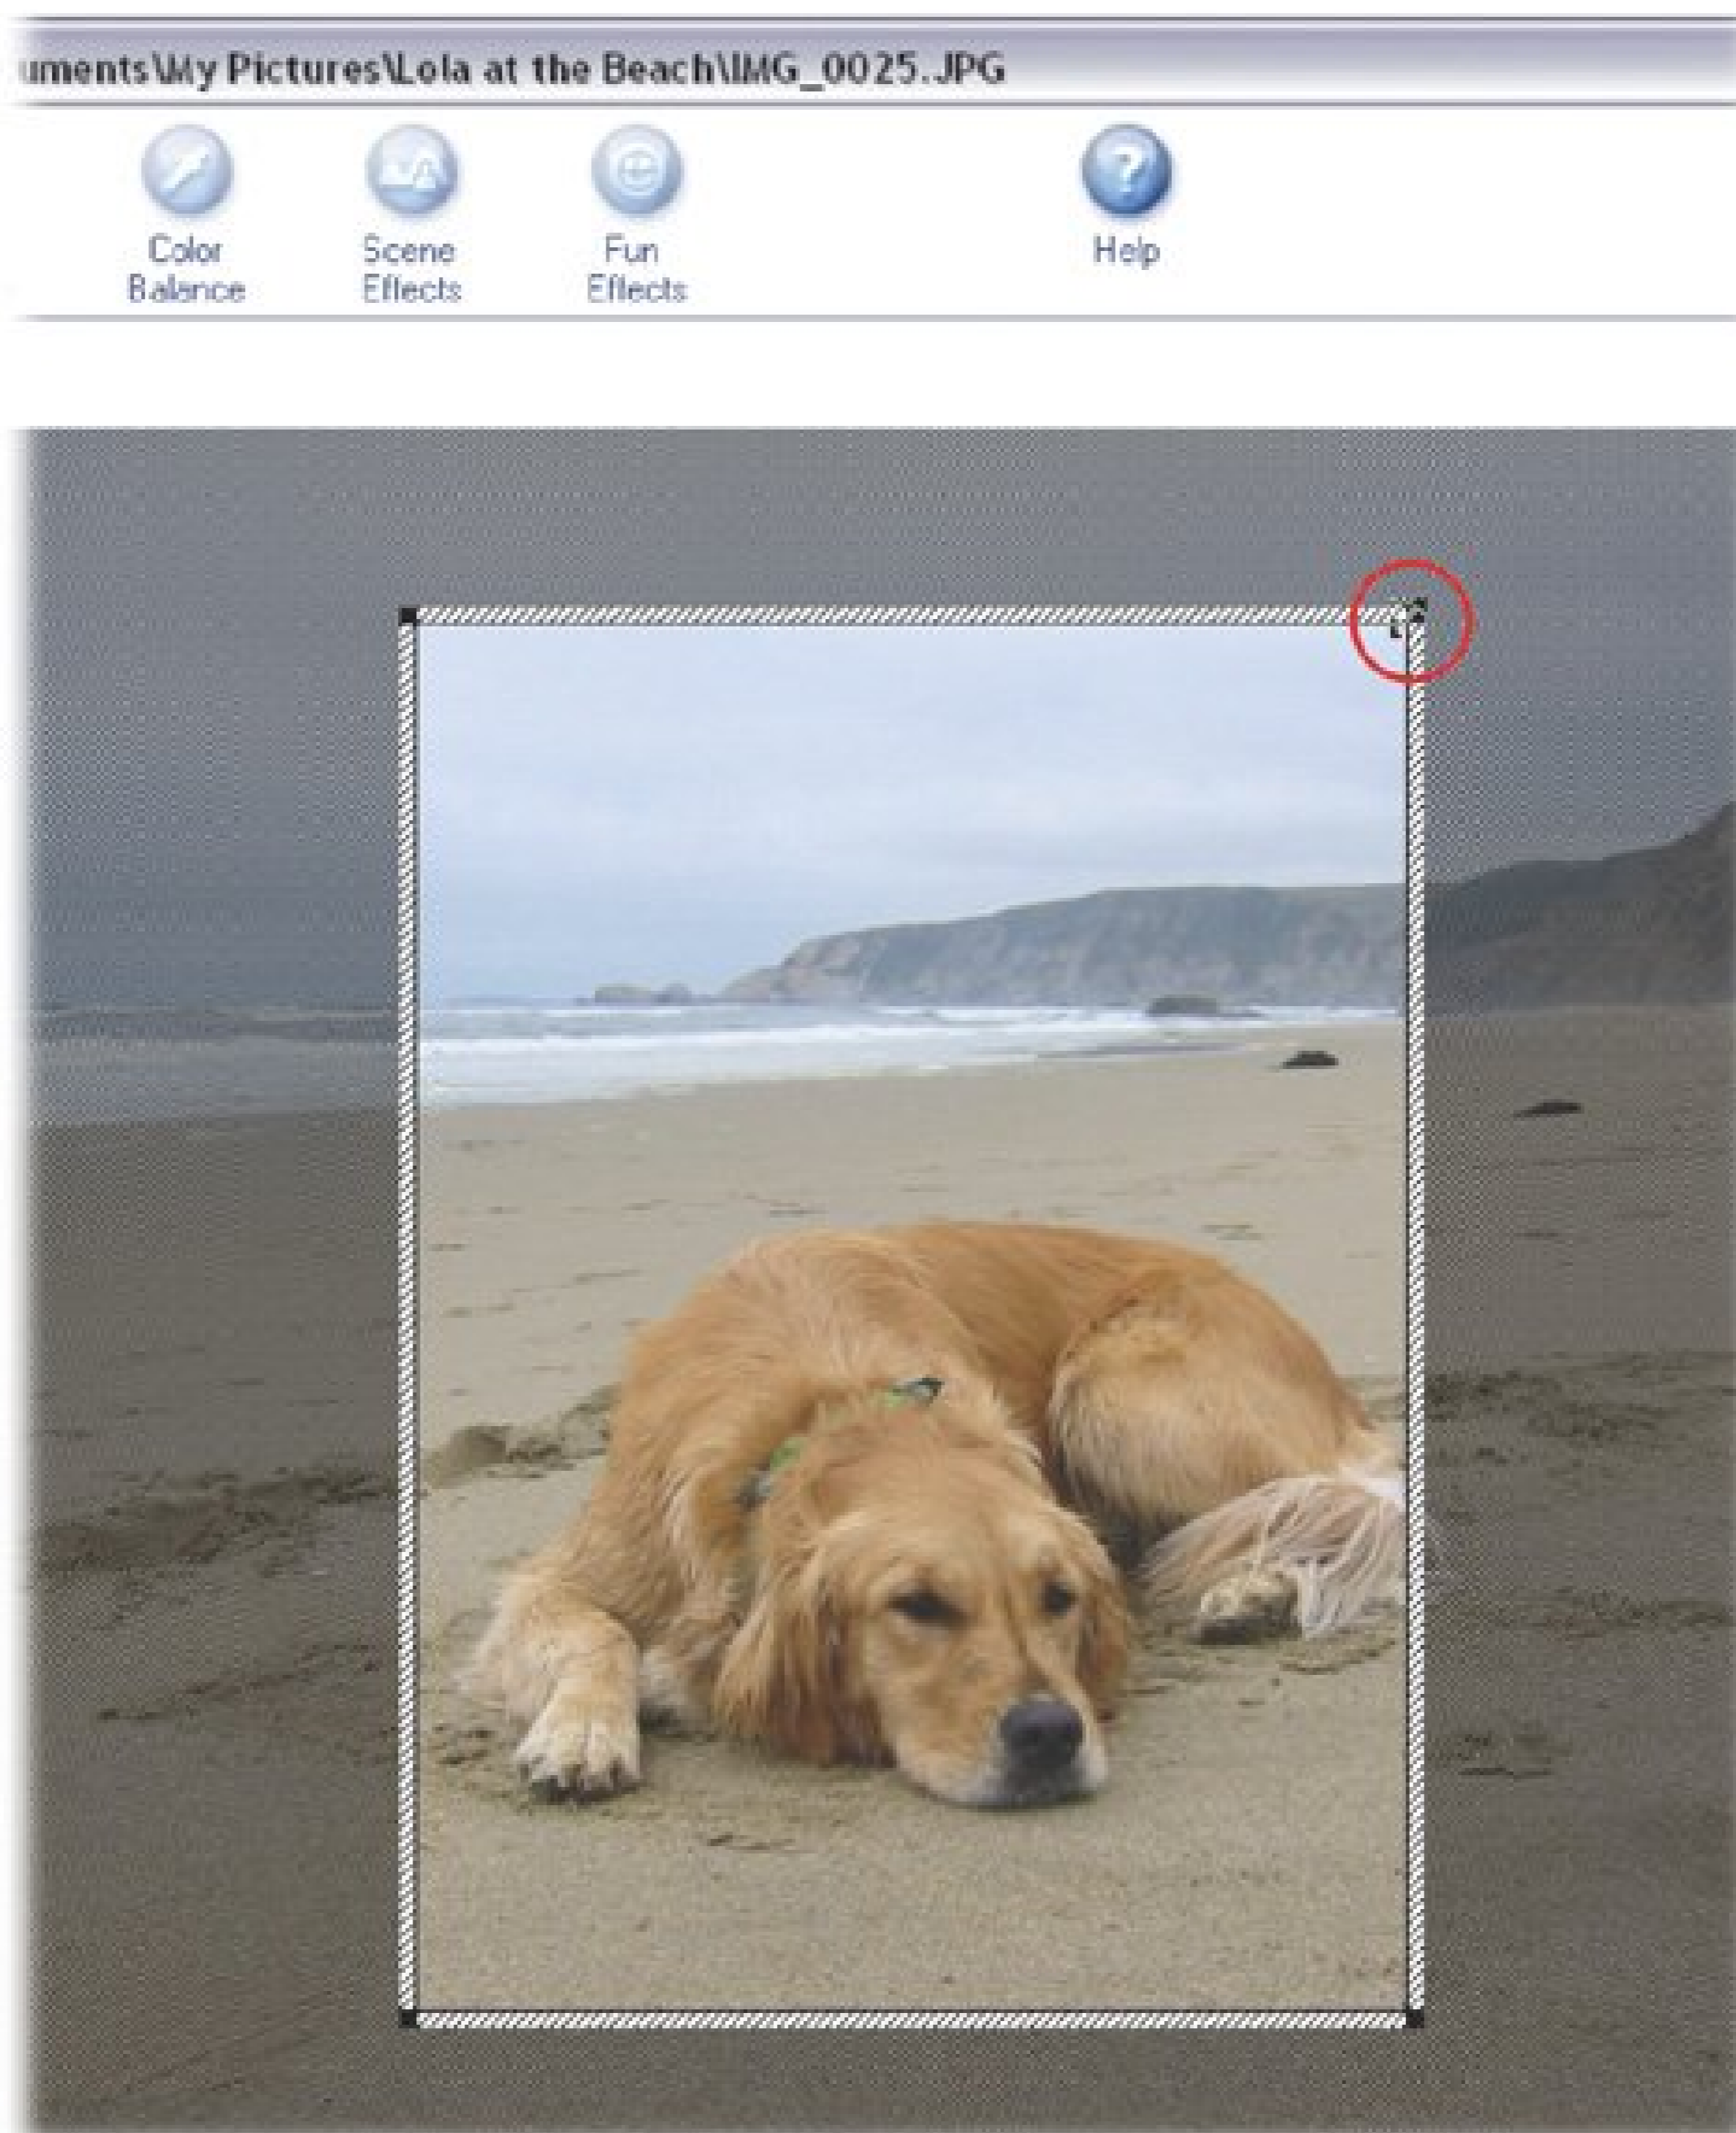 uments\My Pictures\Lola at the Beach\IMG_0025.JPG
Color
Balance
Scene
Effects
Fun
Effects
Help